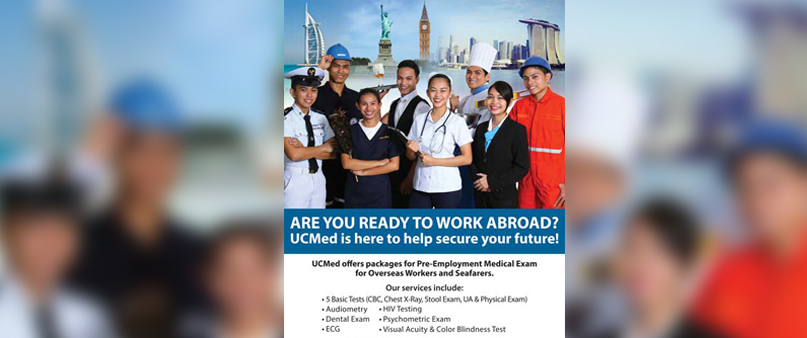 ARE YOU READY TO WORK ABROAD?
UCMed is here to help secure your future!
UCMed offers packages for Pre-Employment Medical Exam
for Overseas Workers and Seafarers.
Our services include:
• 5 Basic Tests (CBC, Chest X-Ray, Stool Exam, UA & Physical Exam)
• Audiometry • HIV Testing
• Dental Exam • Psychometric Exam
• ECG • Visual Acuity & Color Blindness Test